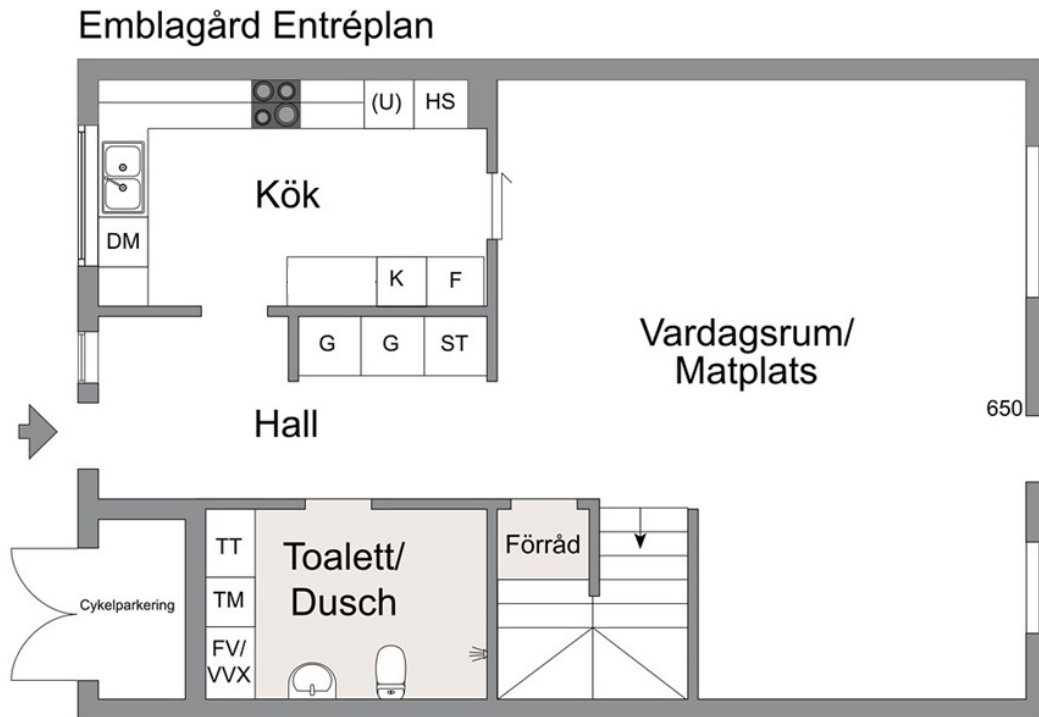 Emblagård Entréplan
(U)
HS
Kök
DM
K
F
G
G
ST
Vardagsrum/
Matplats
650
Hall
TT
TM
FV/
VVX
Toalett/
Dusch
Förråd
Cykelparkering